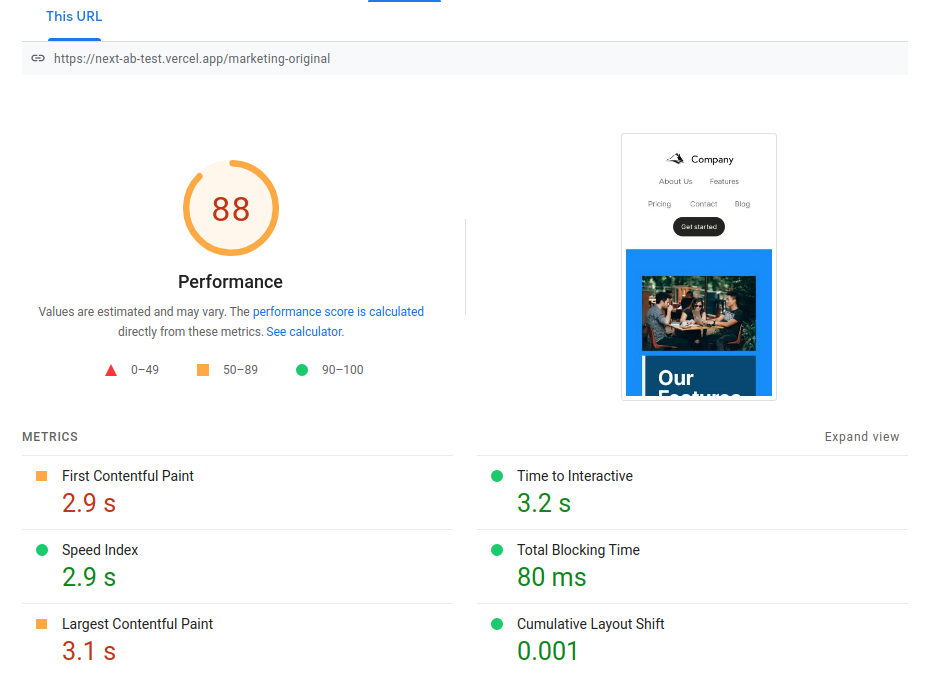 This URL
https://next-ab-test.vercel.app/marketing-original
88
Performance
Values are estimated and may vary. The performance score is calculated
directly from these metrics. See calculator.
0–49
50–89
90–100
Company
About Us Features
Pricing Contact Blog
Get started
Our
Features
METRICS
Expand view
First Contentful Paint
2.9 s
Time to Interactive
3.2 s
Speed Index
2.9 s
Total Blocking Time
80 ms
Largest Contentful Paint
3.1 s
Cumulative Layout Shift
0.001